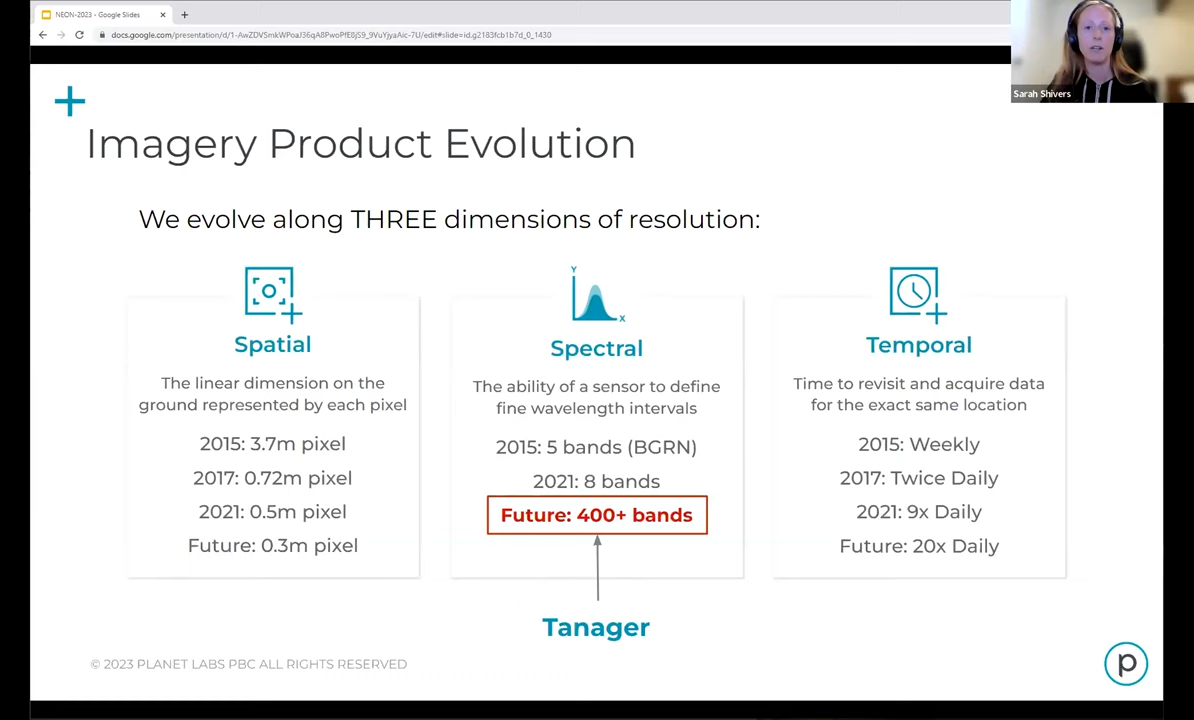 NEON-2023 - Google Slides
docs.google.com/presentation/d/1-AwZDVSmkWPoaJ36qA8PwoPfE8jS9_9VuYjyaAic-7U/edit#slide=id.g2183fcb1b7d_0_1430
Sarah Shivers
Imagery Product Evolution
We evolve along THREE dimensions of resolution:
Spatial
The linear dimension on the
ground represented by each pixel
2015: 3.7m pixel
2017: 0.72m pixel
2021: 0.5m pixel
Future: 0.3m pixel
Y
X
Spectral
The ability of a sensor to define
fine wavelength intervals
2015: 5 bands (BGRN)
2021: 8 bands
Future: 400+ bands
Tanager
Temporal
Time to revisit and acquire data
for the exact same location
2015: Weekly
2017: Twice Daily
2021: 9x Daily
Future: 20x Daily
© 2023 PLANET LABS PBC ALL RIGHTS RESERVED
p